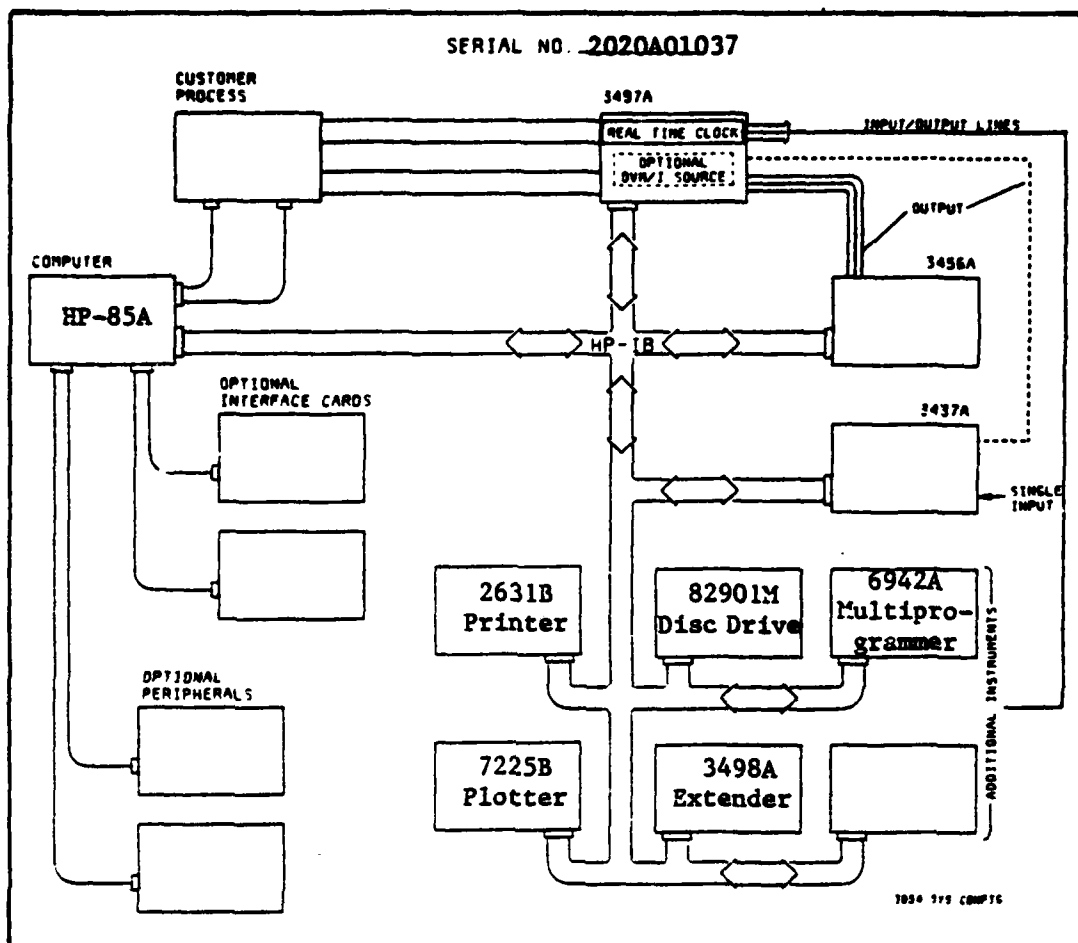 SERIAL NO. 2020A01037
CUSTOMER
PROCESS
3497A
REAL TIME CLOCK
INPUT/OUTPUT LINES
OPTIONAL
DVM/I SOURCE
OUTPUT
COMPUTER
3456A
HP-85A
HP-IB
OPTIONAL
INTERFACE CARDS
3437A
SINGLE
INPUT
2631B
Printer
82901M
Disc Drive
6942A
Multipro-
grammer
OPTIONAL
PERIPHERALS
7225B
Plotter
3498A
Extender
ADDITIONAL INSTRUMENTS
3054 SYS COMPTS